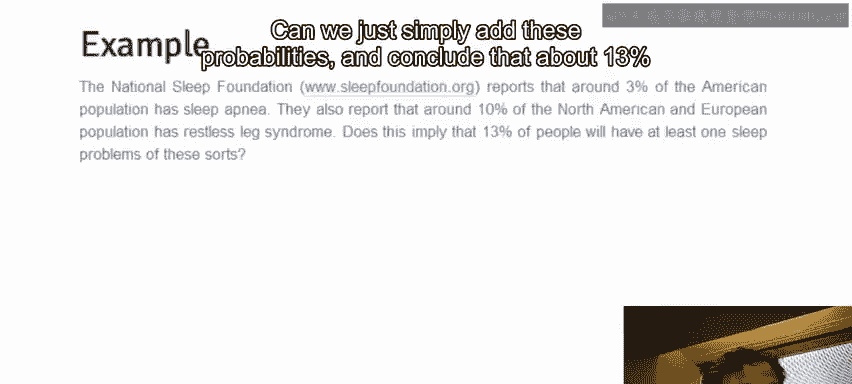 Can we just simply add these
Example
probabilities, and conclude that about 13%
The National Sleep Foundation (www.sleepfoundation.org) reports that around 3% of the American
population has sleep apnea. They also report that around 10% of the North American and European
population has restless leg syndrome. Does this imply that 13% of people will have at least one sleep
problems of these sorts?